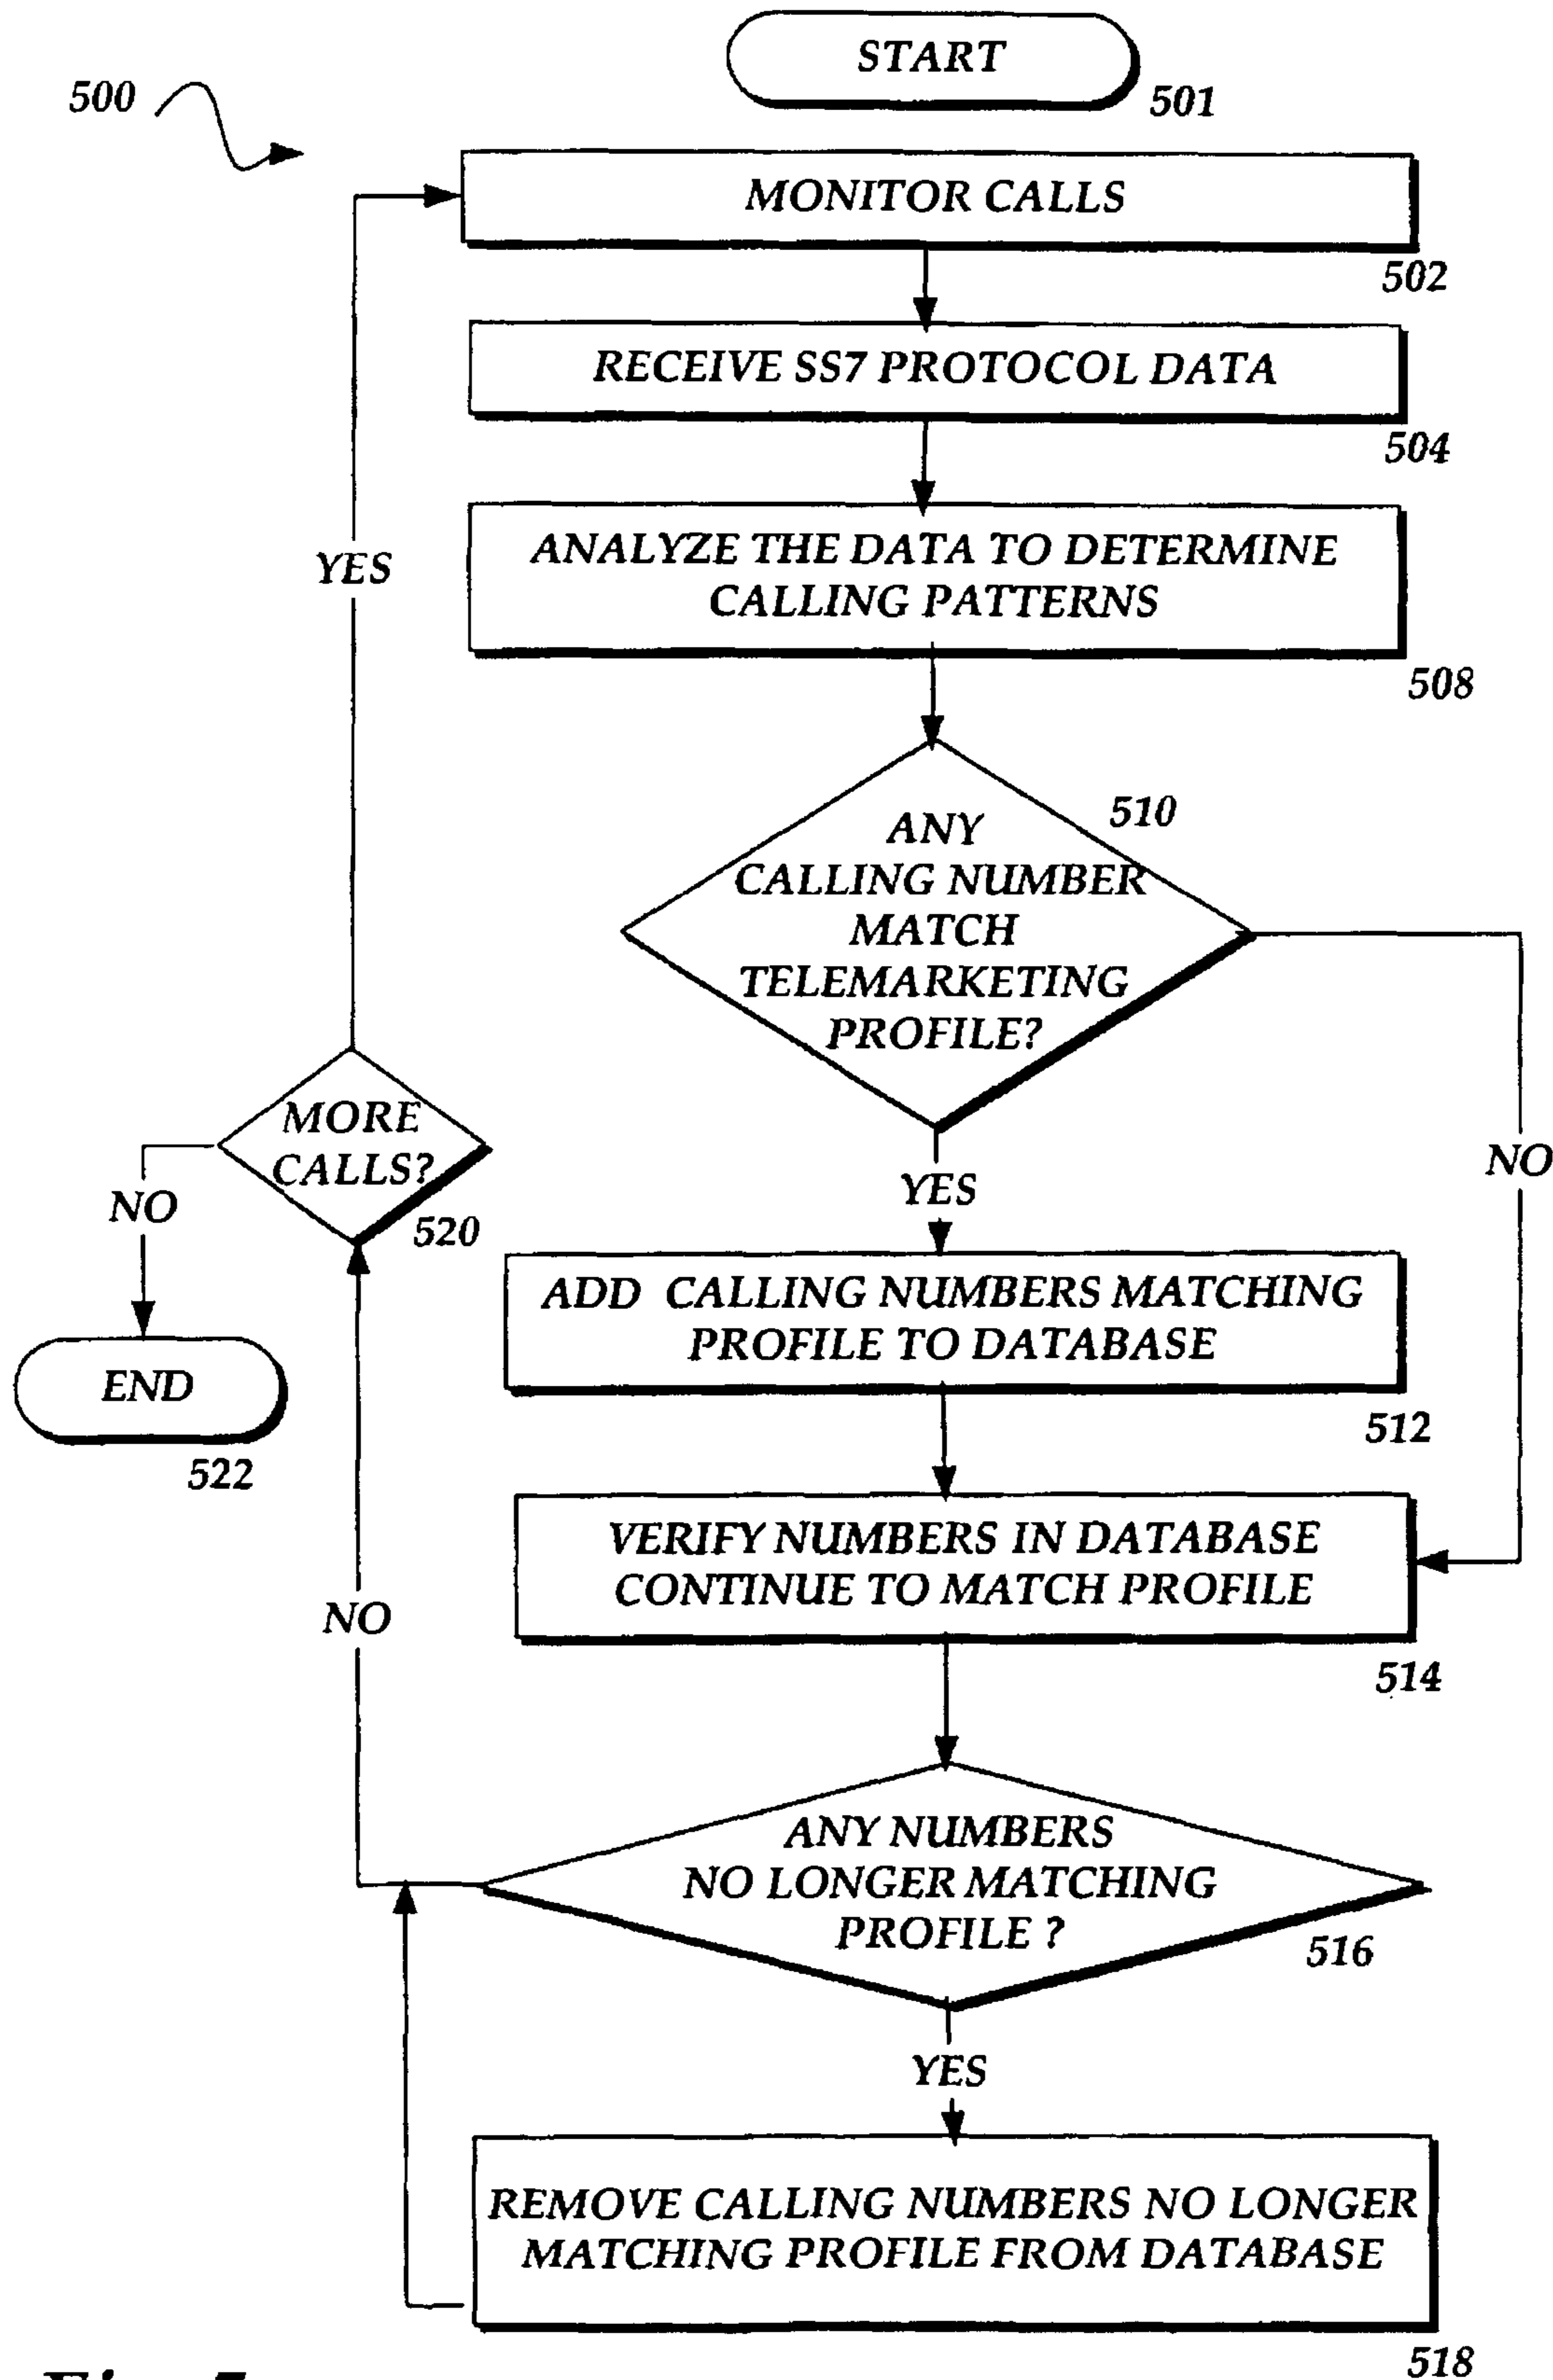 START
501
500
MONITOR CALLS
502
RECEIVE SS7 PROTOCOL DATA
504
ANALYZE THE DATA TO DETERMINE
CALLING PATTERNS
508
YES
510
ANY
CALLING NUMBER
MATCH
TELEMARKETING
PROFILE?
NO
YES
MORE
CALLS?
520
NO
END
522
ADD CALLING NUMBERS MATCHING
PROFILE TO DATABASE
512
VERIFY NUMBERS IN DATABASE
CONTINUE TO MATCH PROFILE
514
NO
ANY NUMBERS
NO LONGER MATCHING
PROFILE ?
516
YES
REMOVE CALLING NUMBERS NO LONGER
MATCHING PROFILE FROM DATABASE
518